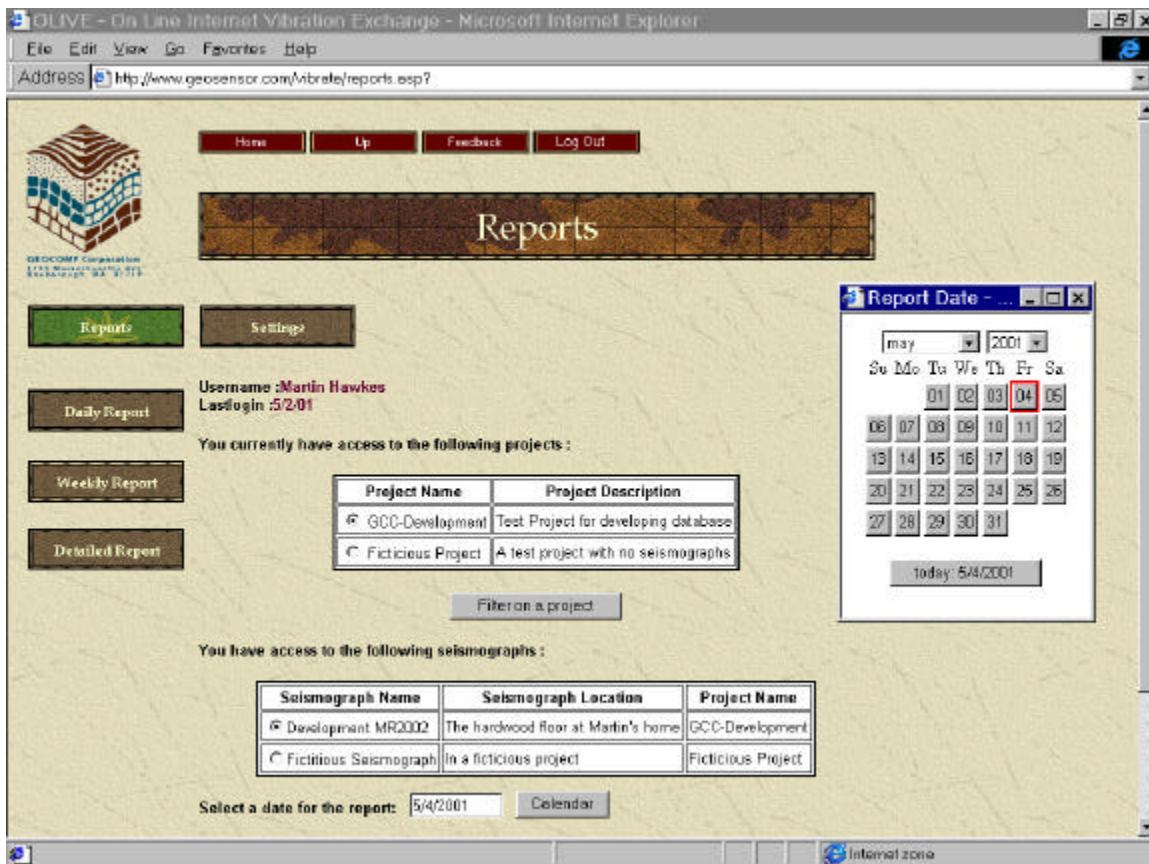 OLIVE - On Line Internet Vibration Exchange - Microsoft Internet Explorer
File Edit View Go Favorites Help
Address http://www.geosensor.com/vibrate/reports.asp?
Home Up Feedback Log Out
Reports
GEOCOMP Corporation
Report Date - ...
Reports Settings
may 2001
Su Mo Tu We Th Fr Sa
01 02 03 04 05
06 07 08 09 10 11 12
13 14 15 16 17 18 19
20 21 22 23 24 25 26
27 28 29 30 31
today: 5/4/2001
Username :Martin Hawkes
Lastlogin :5/2/01
Daily Report
Weekly Report
Detailed Report
You currently have access to the following projects :
Project Name Project Description
GCC-Development Test Project for developing database
Ficticious Project A test project with no seismographs
Filter on a project
You have access to the following seismographs :
Seismograph Name Seismograph Location Project Name
Development MR2002 The hardwood floor at Martin's home GCC-Development
Fictitious Seismograph In a ficticious project Ficticious Project
Select a date for the report: 5/4/2001 Calendar
Internet zone